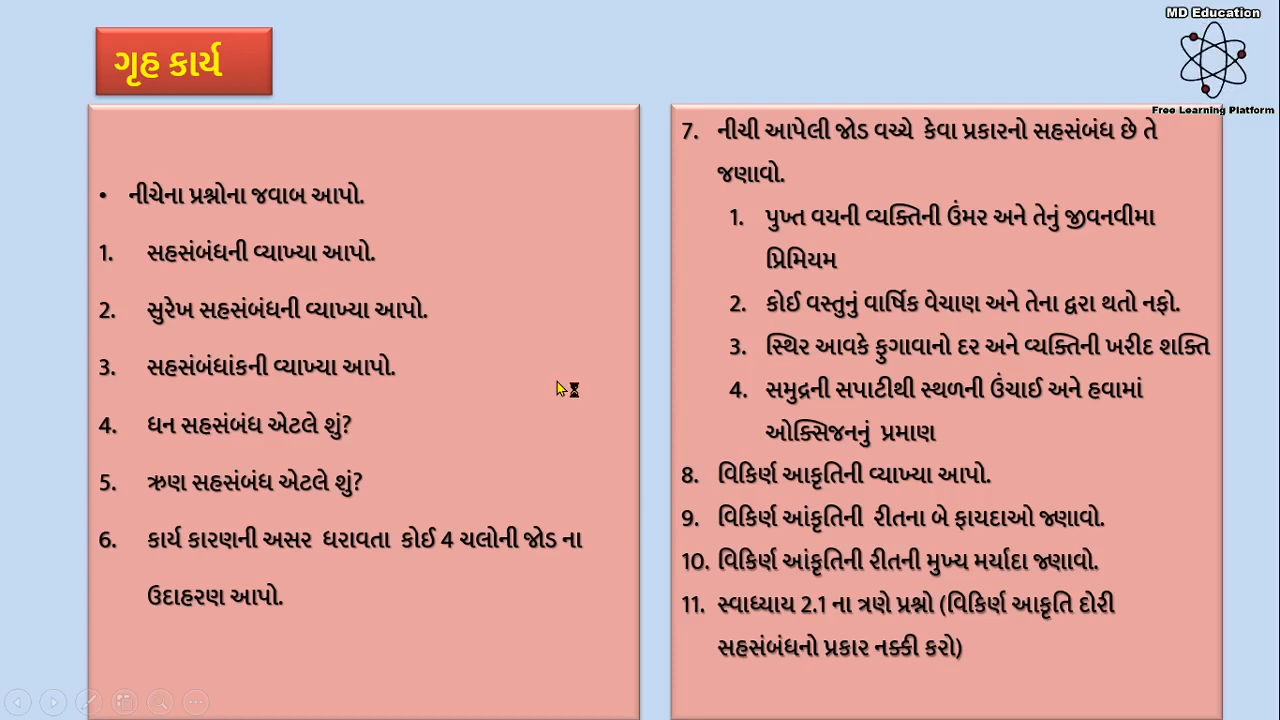 MD Education
Free Learning Platform
ગૃહ કાર્ય
• નીચેના પ્રશ્નોના જવાબ આપો.
1. સહસંબંધની વ્યાખ્યા આપો.
2. સુરેખ સહસંબંધની વ્યાખ્યા આપો.
3. સહસંબંધાંકની વ્યાખ્યા આપો.
4. ધન સહસંબંધ એટલે શું?
5. ઋણ સહસંબંધ એટલે શું?
6. કાર્ય કારણની અસર ધરાવતા કોઈ 4 ચલોની જોડ ના
ઉદાહરણ આપો.
7. નીચી આપેલી જોડ વચ્ચે કેવા પ્રકારનો સહસંબંધ છે તે
જણાવો.
1. પુખ્ત વયની વ્યક્તિની ઉંમર અને તેનું જીવનવીમા
પ્રિમિયમ
2. કોઈ વસ્તુનું વાર્ષિક વેચાણ અને તેના દ્વરા થતો નફો.
3. સ્થિર આવકે ફુગાવાનો દર અને વ્યક્તિની ખરીદ શક્તિ
4. સમુદ્રની સપાટીથી સ્થળની ઉંચાઈ અને હવામાં
ઓક્સિજનનું પ્રમાણ
8. વિકિર્ણ આકૃતિની વ્યાખ્યા આપો.
9. વિકિર્ણ આંકૃતિની રીતના બે ફાયદાઓ જ્ણાવો.
10. વિકિર્ણ આંકૃતિની રીતની મુખ્ય મર્યાદા જ્ણાવો.
11. સ્વાધ્યાય 2.1 ના ત્રણે પ્રશ્નો (વિકિર્ણ આકૃતિ દોરી
સહસંબંધનો પ્રકાર નક્કી કરો)